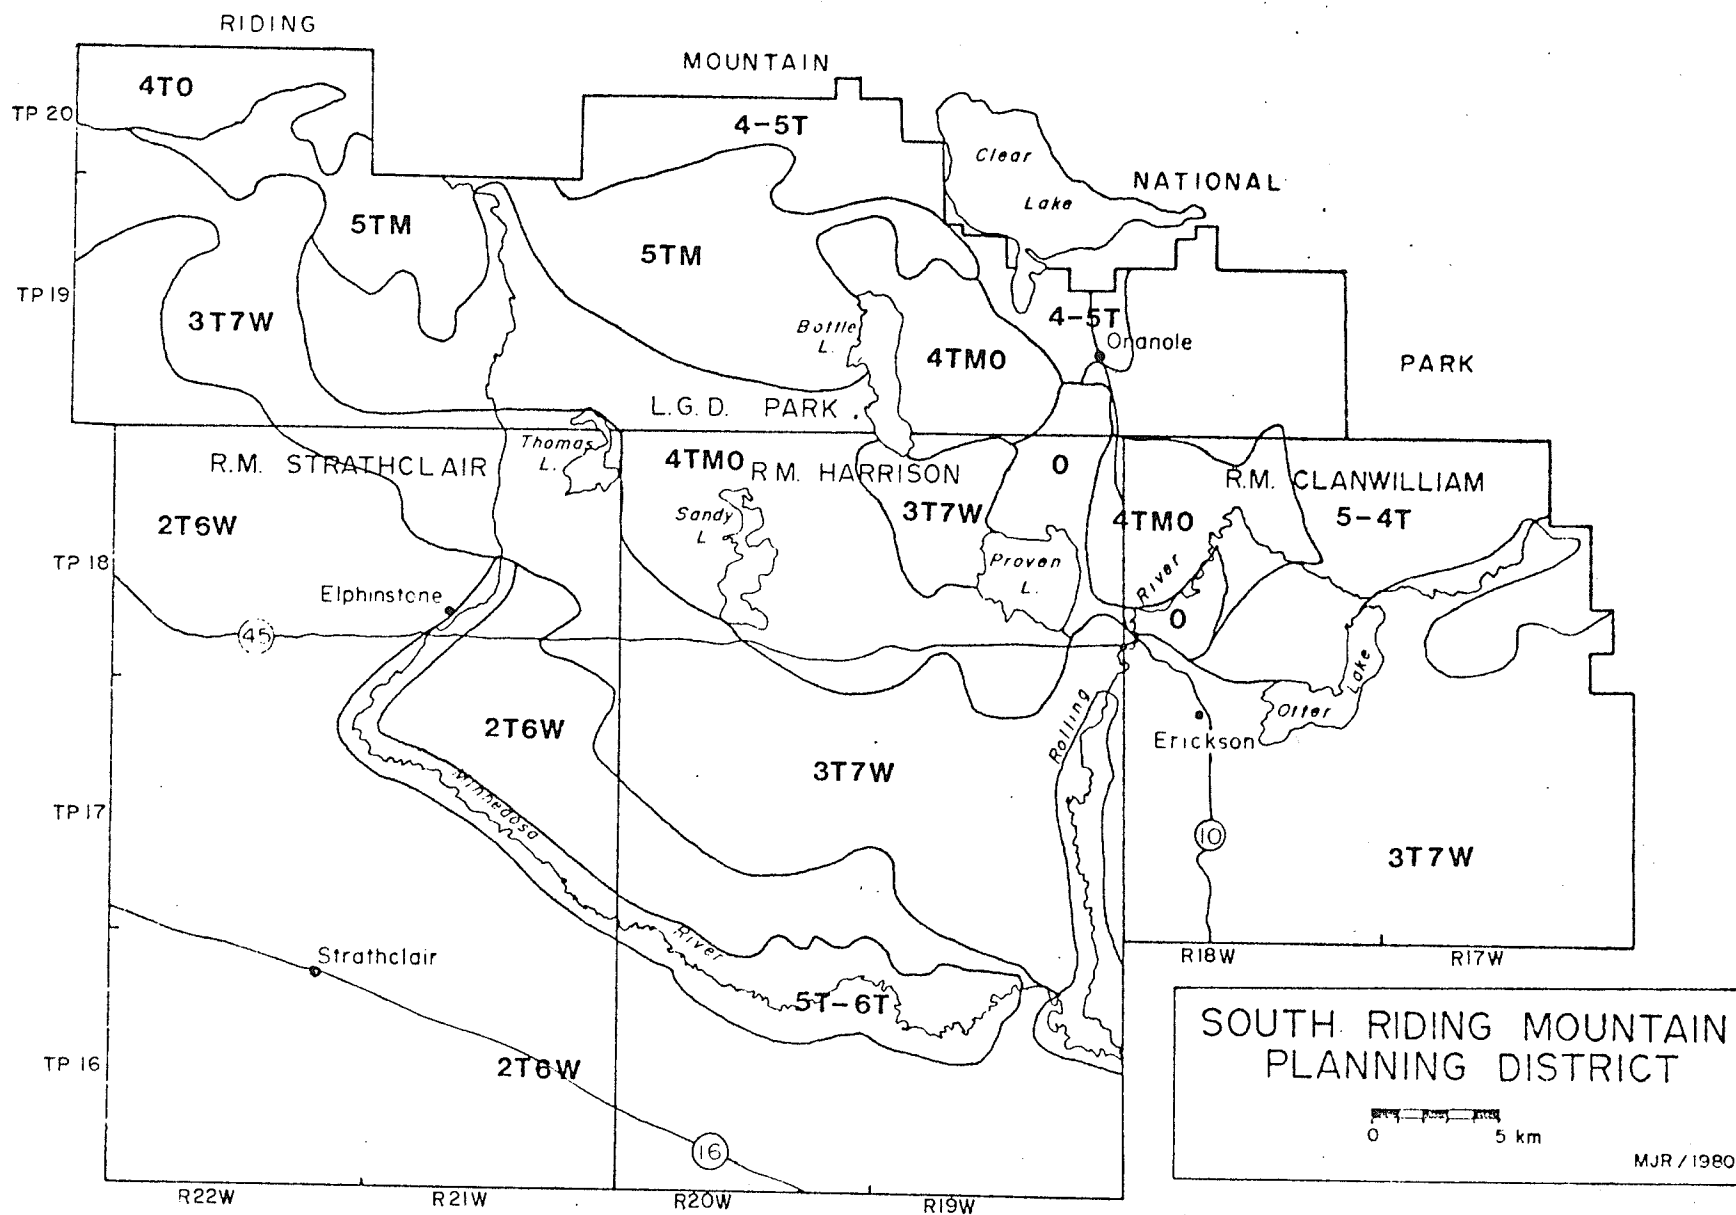 RIDING
MOUNTAIN
4TO
TP 20
4-5T
Clear
Lake
NATIONAL
5TM
5TM
TP 19
3T7W
Bottle
L.
4-5T
Onanole
4TMO
PARK
L.G.D. PARK
Thomas
L.
R.M. STRATHCLAIR
4TMO
R.M. HARRISON
O
R.M. CLANWILLIAM
2T6W
Sandy
L
3T7W
4TMO
5-4T
TP 18
Proven
L.
River
Elphinstone
45
O
Lake
Otter
2T6W
Rolling
Erickson
3T7W
TP 17
Minnedosa
10
3T7W
Strathclair
River
R18W
R17W
5T-6T
SOUTH RIDING MOUNTAIN
PLANNING DISTRICT
TP 16
2T6W
0
5 km
16
MJR/1980
R22W
R21W
R20W
R19W